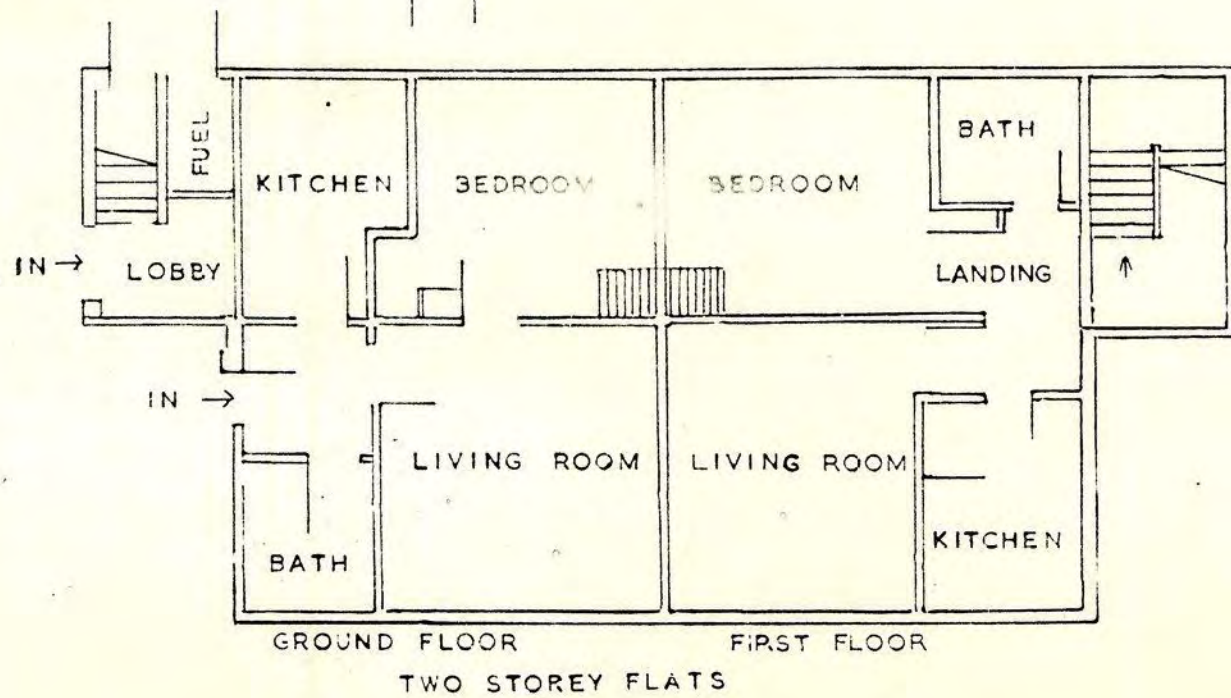 FUEL
BATH
KITCHEN
BEDROOM
BEDROOM
IN →
LOBBY
LANDING
IN →
LIVING ROOM
LIVING ROOM
KITCHEN
BATH
GROUND FLOOR
FIRST FLOOR
TWO STOREY FLATS